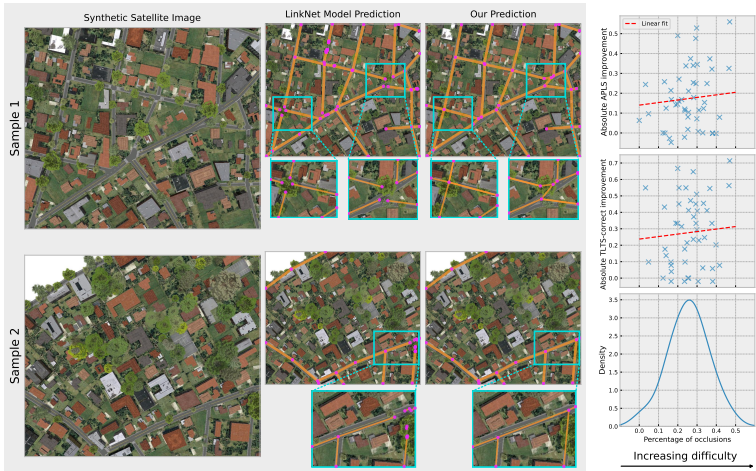 Synthetic Satellite Image
LinkNet Model Prediction
Our Prediction
Sample 1
Sample 2
Linear fit
Absolute APLS improvement
0.5
0.4
0.3
0.2
0.1
0.0
Absolute TLTS-correct improvement
0.7
0.6
0.5
0.4
0.3
0.2
0.1
0.0
Density
3.5
3.0
2.5
2.0
1.5
1.0
0.5
0.0
0.0 0.1 0.2 0.3 0.4 0.5
Percentage of occlusions
Increasing difficulty